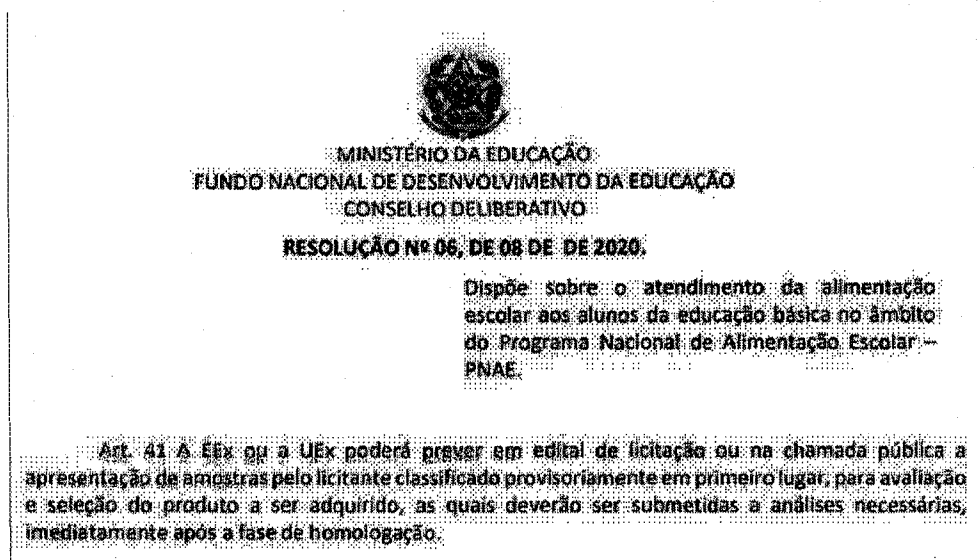 MINISTÉRIO DA EDUCAÇÃO
FUNDO NACIONAL DE DESENVOLVIMENTO DA EDUCAÇÃO
CONSELHO DELIBERATIVO
RESOLUÇÃO Nº 06, DE 08 DE DE 2020.
Dispõe sobre o atendimento da alimentação
escolar aos alunos da educação básica no âmbito
do Programa Nacional de Alimentação Escolar –
PNAE.
Art. 41 A EEx ou a UEx poderá prever em edital de licitação ou na chamada pública a
apresentação de amostras pelo licitante classificado provisoriamente em primeiro lugar, para avaliação
e seleção do produto a ser adquirido, as quais deverão ser submetidas a análises necessárias,
imediatamente após a fase de homologação.